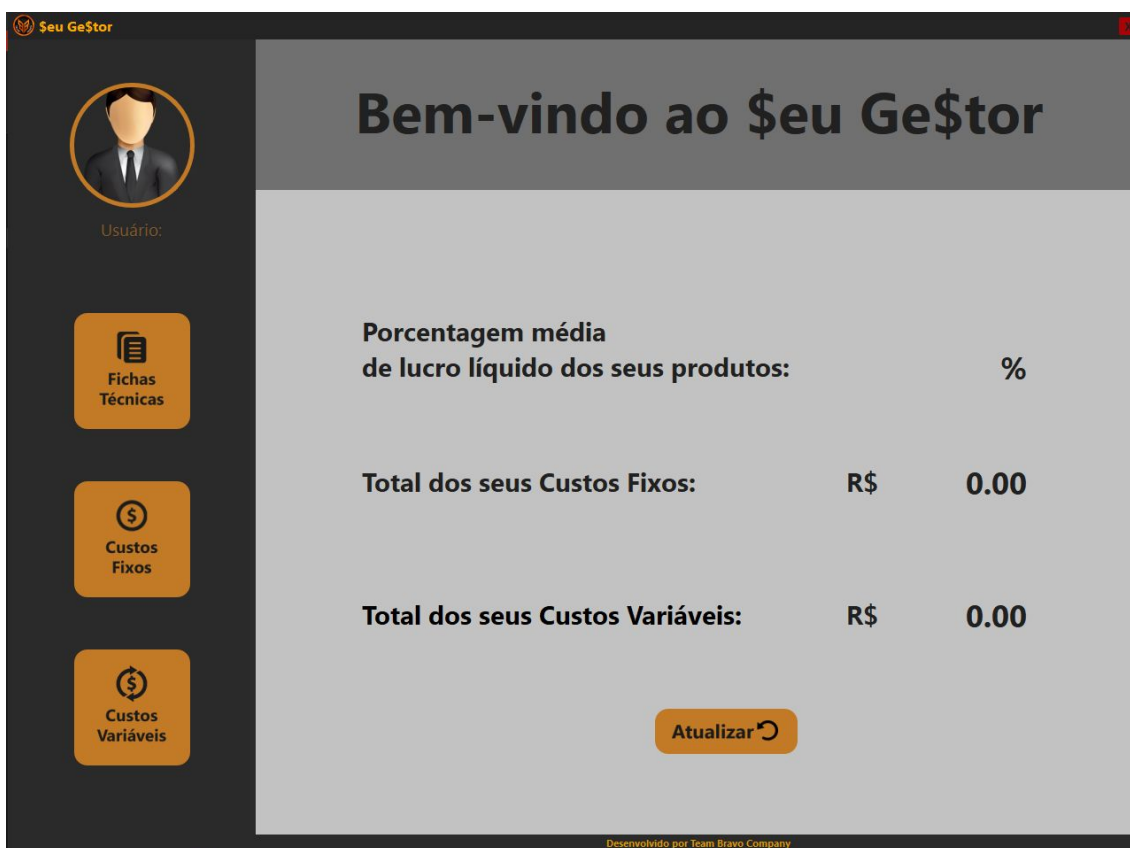 $eu Ge$tor
Bem-vindo ao $eu Ge$tor
Usuário:
Fichas
Técnicas
Custos
Fixos
Custos
Variáveis
Porcentagem média
de lucro líquido dos seus produtos: %
Total dos seus Custos Fixos: R$ 0.00
Total dos seus Custos Variáveis: R$ 0.00
Atualizar
Desenvolvido por Team Bravo Company